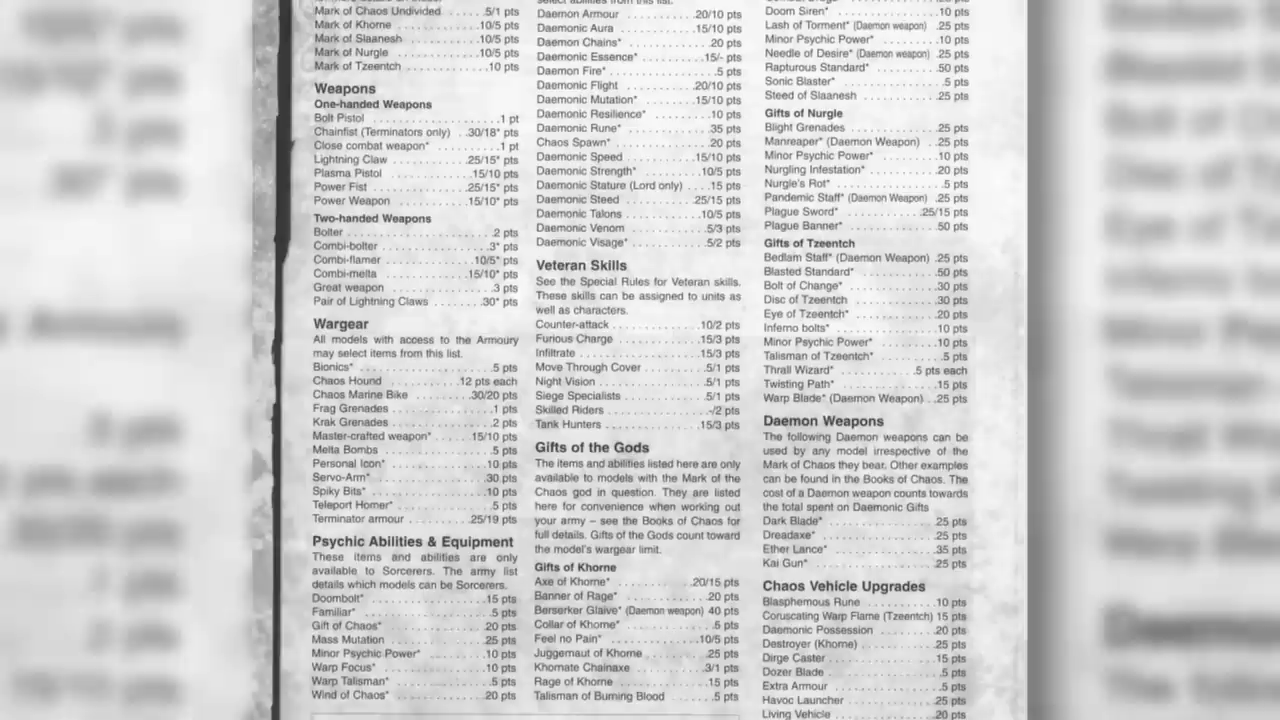 Mark of Chaos Undivided .......5/1 pts
Mark of Khorne .......10/5 pts
Mark of Slaanesh .......10/5 pts
Mark of Nurgle .......10/5 pts
Mark of Tzeentch .......10 pts
Weapons
One-handed Weapons
Bolt Pistol .......1 pt
Chainfist (Terminators only) ..30/18* pts
Close combat weapon* .......1 pt
Lightning Claw .......25/15* pts
Plasma Pistol .......15/10 pts
Power Fist .......25/15* pts
Power Weapon .......15/10* pts
Two-handed Weapons
Bolter .......2 pts
Combi-bolter .......3* pts
Combi-flamer .......10/5* pts
Combi-melta .......15/10* pts
Great weapon .......3 pts
Pair of Lightning Claws .......30* pts
Wargear
All models with access to the Armoury
may select items from this list.
Bionics* .......5 pts
Chaos Hound .......12 pts each
Chaos Marine Bike .......30/20 pts
Frag Grenades .......1 pts
Krak Grenades .......2 pts
Master-crafted weapon* .......15/10 pts
Melta Bombs .......5 pts
Personal Icon* .......10 pts
Servo-Arm* .......30 pts
Spiky Bits* .......10 pts
Teleport Homer* .......5 pts
Terminator armour .......25/19 pts
Psychic Abilities & Equipment
These items and abilities are only
available to Sorcerers. The army list
details which models can be Sorcerers.
Doombolt* .......15 pts
Familiar* .......5 pts
Gift of Chaos* .......20 pts
Mass Mutation .......25 pts
Minor Psychic Power* .......10 pts
Warp Focus* .......10 pts
Warp Talisman* .......5 pts
Wind of Chaos* .......20 pts
select abilities from this list.
Daemon Armour .......20/10 pts
Daemonic Aura .......15/10 pts
Daemon Chains* .......20 pts
Daemonic Essence* .......15/- pts
Daemon Fire* .......5 pts
Daemonic Flight .......20/10 pts
Daemonic Mutation* .......15/10 pts
Daemonic Resilience* .......10 pts
Daemonic Rune* .......35 pts
Chaos Spawn* .......20 pts
Daemonic Speed .......15/10 pts
Daemonic Strength* .......10/5 pts
Daemonic Stature (Lord only) ....15 pts
Daemonic Steed .......25/15 pts
Daemonic Talons .......10/5 pts
Daemonic Venom .......5/3 pts
Daemonic Visage* .......5/2 pts
Veteran Skills
See the Special Rules for Veteran skills.
These skills can be assigned to units as
well as characters.
Counter-attack .......10/2 pts
Furious Charge .......15/3 pts
Infiltrate .......15/3 pts
Move Through Cover .......5/1 pts
Night Vision .......5/1 pts
Siege Specialists .......5/1 pts
Skilled Riders .......-/2 pts
Tank Hunters .......15/3 pts
Gifts of the Gods
The items and abilities listed here are only
available to models with the Mark of the
Chaos god in question. They are listed
here for convenience when working out
your army – see the Books of Chaos for
full details. Gifts of the Gods count toward
the model's wargear limit.
Gifts of Khorne
Axe of Khorne* .......20/15 pts
Banner of Rage* .......20 pts
Berserker Glaive* (Daemon weapon) 40 pts
Collar of Khorne* .......5 pts
Feel no Pain* .......10/5 pts
Juggernaut of Khorne .......25 pts
Khornate Chainaxe .......3/1 pts
Rage of Khorne .......15 pts
Talisman of Burning Blood .......5 pts
Doom Siren* .......10 pts
Lash of Torment* (Daemon weapon) .25 pts
Minor Psychic Power* .......10 pts
Needle of Desire* (Daemon weapon) .25 pts
Rapturous Standard* .......50 pts
Sonic Blaster* .......5 pts
Steed of Slaanesh .......25 pts
Gifts of Nurgle
Blight Grenades .......25 pts
Manreaper* (Daemon Weapon) ..25 pts
Minor Psychic Power* .......10 pts
Nurgling Infestation* .......20 pts
Nurgle's Rot* .......5 pts
Pandemic Staff* (Daemon Weapon) .25 pts
Plague Sword* .......25/15 pts
Plague Banner* .......50 pts
Gifts of Tzeentch
Bedlam Staff* (Daemon Weapon) .25 pts
Blasted Standard* .......50 pts
Bolt of Change* .......30 pts
Disc of Tzeentch .......30 pts
Eye of Tzeentch* .......20 pts
Inferno bolts* .......10 pts
Minor Psychic Power* .......10 pts
Talisman of Tzeentch* .......5 pts
Thrall Wizard* .......5 pts each
Twisting Path* .......15 pts
Warp Blade* (Daemon Weapon) ..25 pts
Daemon Weapons
The following Daemon weapons can be
used by any model irrespective of the
Mark of Chaos they bear. Other examples
can be found in the Books of Chaos. The
cost of a Daemon weapon counts towards
the total spent on Daemonic Gifts
Dark Blade* .......25 pts
Dreadaxe* .......25 pts
Ether Lance* .......35 pts
Kai Gun* .......25 pts
Chaos Vehicle Upgrades
Blasphemous Rune .......10 pts
Coruscating Warp Flame (Tzeentch) 15 pts
Daemonic Possession .......20 pts
Destroyer (Khorne) .......25 pts
Dirge Caster .......15 pts
Dozer Blade .......5 pts
Extra Armour .......5 pts
Havoc Launcher .......25 pts
Living Vehicle .......20 pts